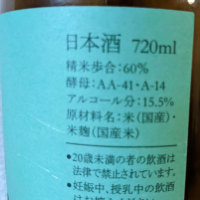 日本酒 720ml
精米歩合:60%
酵母:AA-41・A-14
アルコール分:15.5%
原材料名:米(国産)・
米麹(国産米)
●20歳未満の者の飲酒は
法律で禁止されています。
●妊娠中、授乳中の飲酒